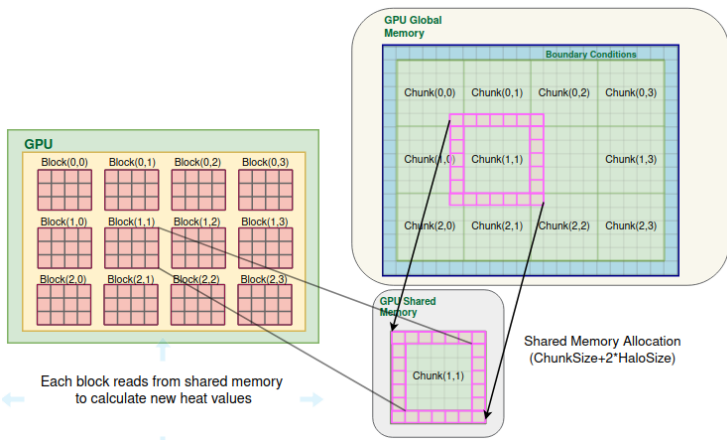 GPU Global
Memory
Boundary Conditions
Chunk(0,0) Chunk(0,1) Chunk(0,2) Chunk(0,3)
Chunk(1,0) Chunk(1,1) Chunk(1,3)
Chunk(2,0) Chunk(2,1) Chunk(2,2) Chunk(2,3)
GPU
Block(0,0) Block(0,1) Block(0,2) Block(0,3)
Block(1,0) Block(1,1) Block(1,2) Block(1,3)
Block(2,0) Block(2,1) Block(2,2) Block(2,3)
Each block reads from shared memory
to calculate new heat values
GPU Shared
Memory
Chunk(1,1)
Shared Memory Allocation
(ChunkSize+2*HaloSize)